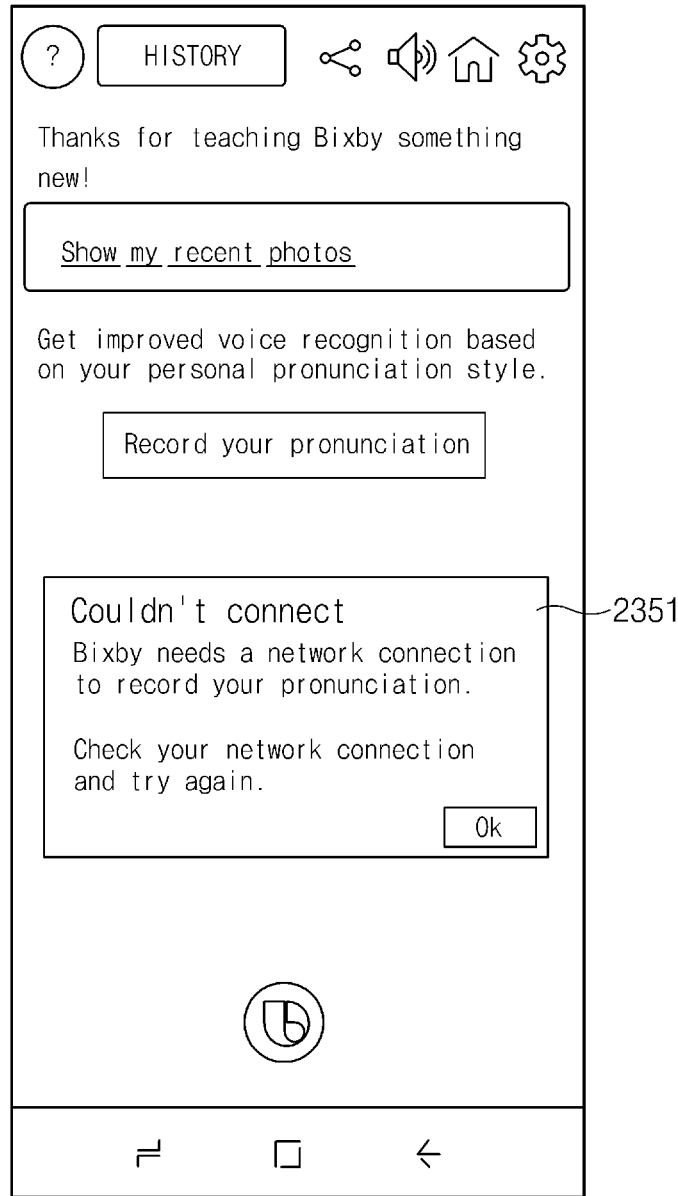 ? HISTORY
Thanks for teaching Bixby something
new!
Show my recent photos
Get improved voice recognition based
on your personal pronunciation style.
Record your pronunciation
Couldn't connect
2351
Bixby needs a network connection
to record your pronunciation.
Check your network connection
and try again.
Ok